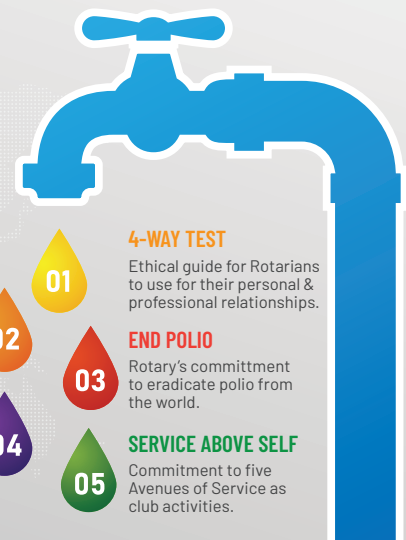 4-WAY TEST
01
Ethical guide for Rotarians
to use for their personal &
professional relationships.
02
END POLIO
03
Rotary's committment
to eradicate polio from
the world.
04
SERVICE ABOVE SELF
05
Commitment to five
Avenues of Service as
club activities.